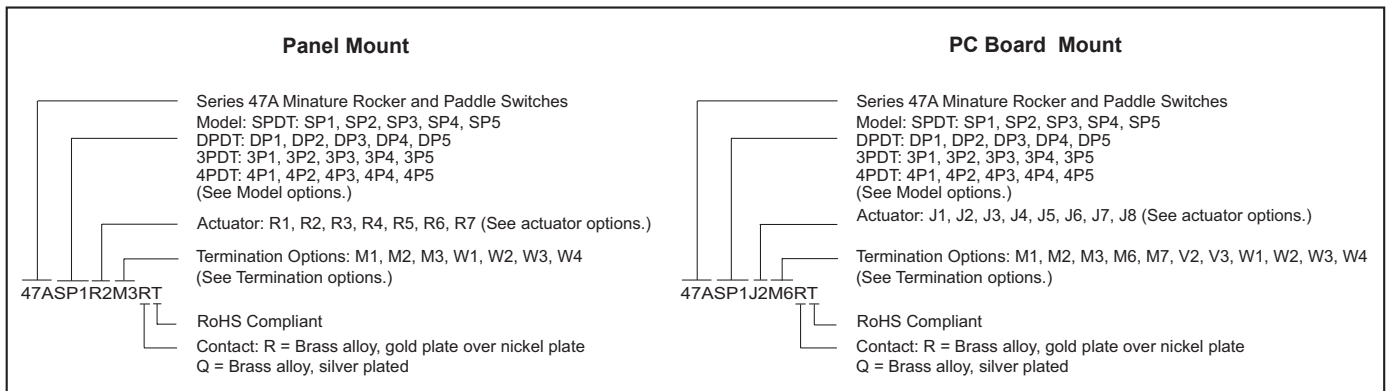 Panel Mount
Series 47A Minature Rocker and Paddle Switches
Model: SPDT: SP1, SP2, SP3, SP4, SP5
DPDT: DP1, DP2, DP3, DP4, DP5
3PDT: 3P1, 3P2, 3P3, 3P4, 3P5
4PDT: 4P1, 4P2, 4P3, 4P4, 4P5
(See Model options.)
Actuator: R1, R2, R3, R4, R5, R6, R7 (See actuator options.)
Termination Options: M1, M2, M3, W1, W2, W3, W4
(See Termination options.)
47ASP1R2M3RT
RoHS Compliant
Contact: R = Brass alloy, gold plate over nickel plate
Q = Brass alloy, silver plated
PC Board Mount
Series 47A Minature Rocker and Paddle Switches
Model: SPDT: SP1, SP2, SP3, SP4, SP5
DPDT: DP1, DP2, DP3, DP4, DP5
3PDT: 3P1, 3P2, 3P3, 3P4, 3P5
4PDT: 4P1, 4P2, 4P3, 4P4, 4P5
(See Model options.)
Actuator: J1, J2, J3, J4, J5, J6, J7, J8 (See actuator options.)
Termination Options: M1, M2, M3, M6, M7, V2, V3, W1, W2, W3, W4
(See Termination options.)
47ASP1J2M6RT
RoHS Compliant
Contact: R = Brass alloy, gold plate over nickel plate
Q = Brass alloy, silver plated